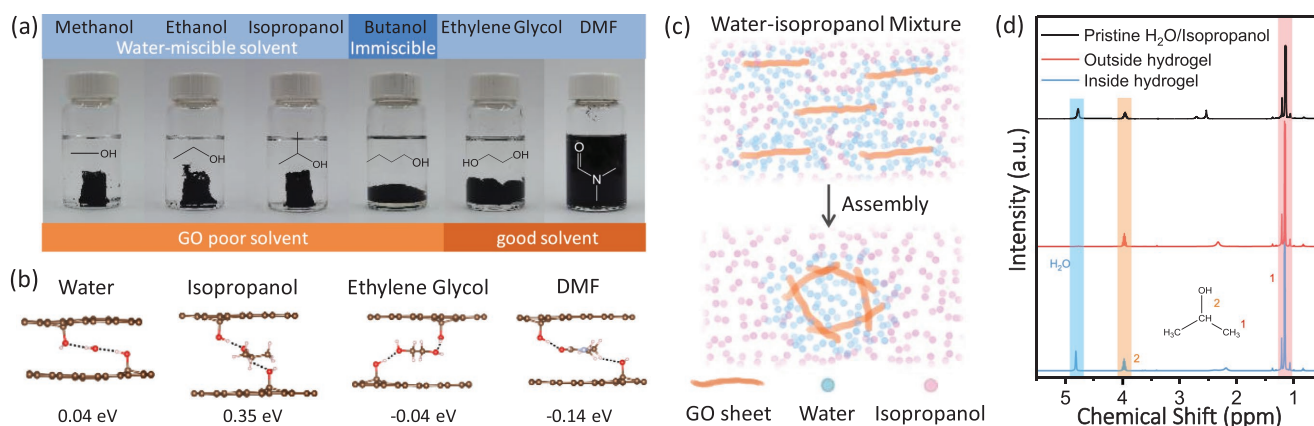 (a)
Methanol Ethanol Isopropanol Butanol Ethylene Glycol DMF
Water-miscible solvent Immiscible
OH OH OH OH HO OH O N
GO poor solvent good solvent
(b)
Water Isopropanol Ethylene Glycol DMF
0.04 eV 0.35 eV -0.04 eV -0.14 eV
(c)
Water-isopropanol Mixture
Assembly
GO sheet Water Isopropanol
(d)
Pristine H₂O/Isopropanol
Outside hydrogel
Inside hydrogel
Intensity (a.u.)
H₂O
1
OH
2
H₃C CH₃ 1
2
5 4 3 2 1
Chemical Shift (ppm)